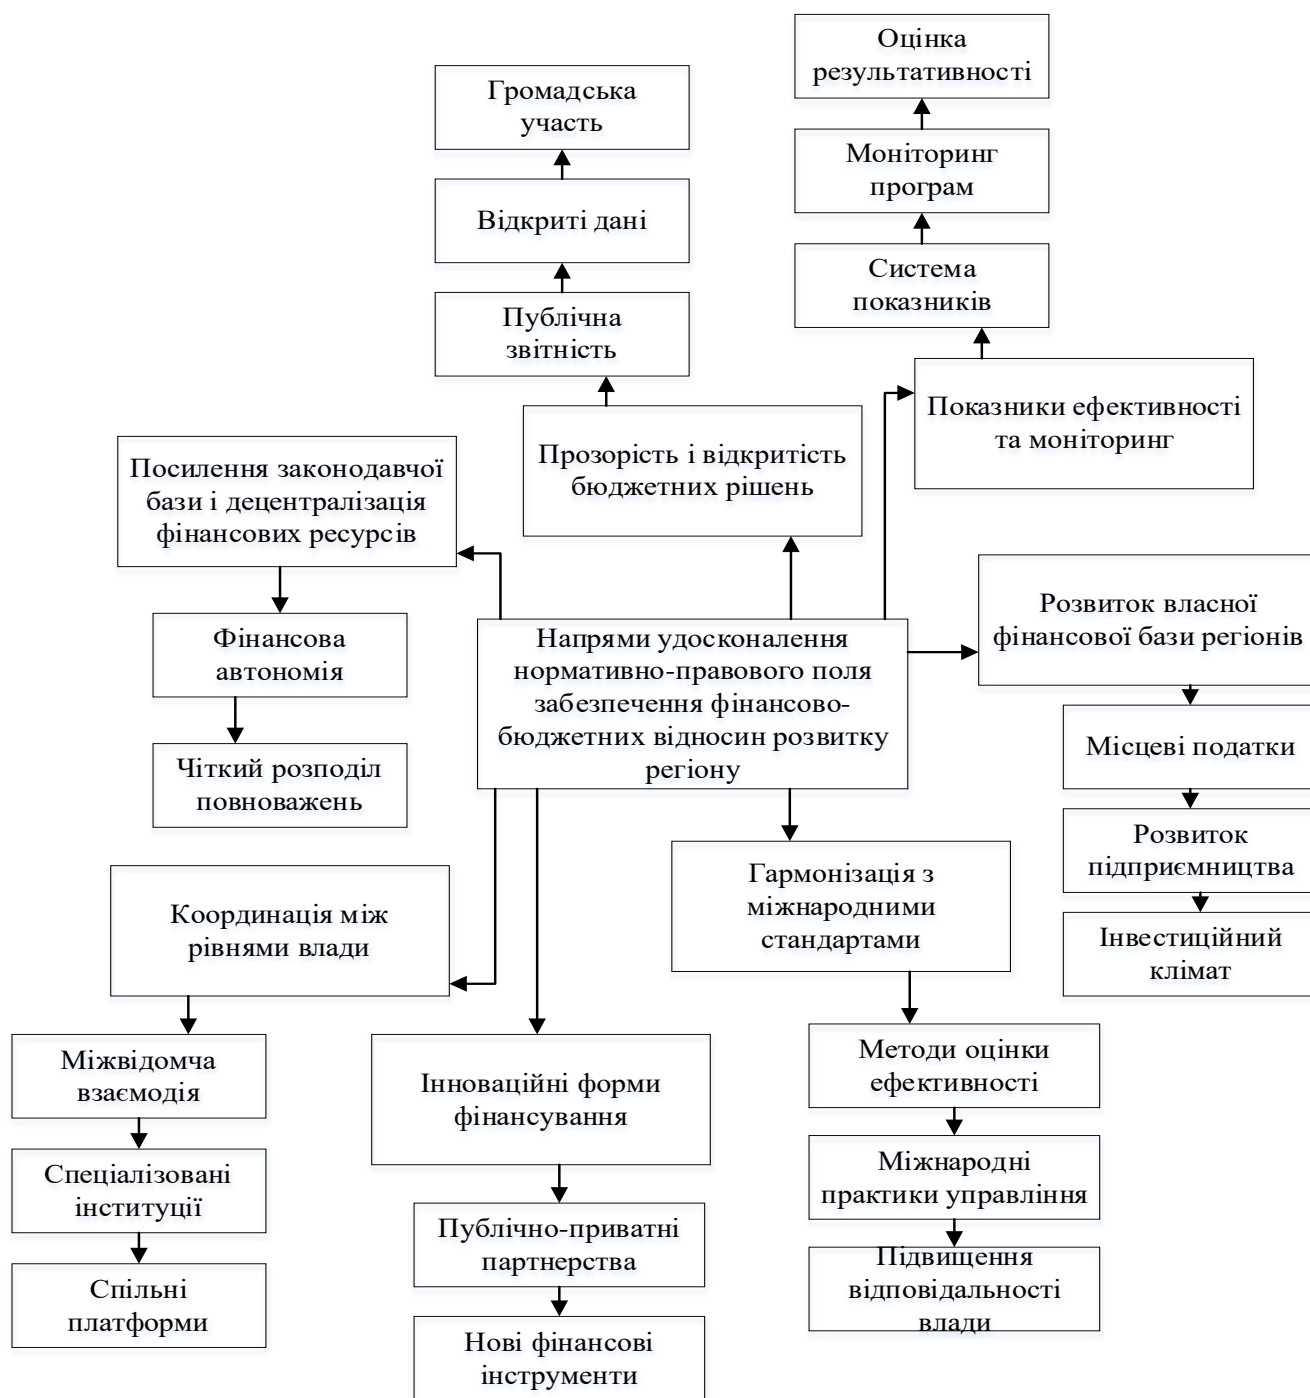 Оцінка
результативності
Громадська
участь
Моніторинг
програм
Відкриті дані
Система
показників
Публічна
звітність
Показники ефективності
та моніторинг
Прозорість і відкритість
бюджетних рішень
Посилення законодавчої
бази і децентралізація
фінансових ресурсів
Розвиток власної
фінансової бази регіонів
Фінансова
автономія
Напрями удосконалення
нормативно-правового поля
забезпечення фінансово-
бюджетних відносин розвитку
регіону
Місцеві податки
Чіткий розподіл
повноважень
Розвиток
підприємництва
Гармонізація з
міжнародними
стандартами
Координація між
рівнями влади
Інвестиційний
клімат
Міжвідомча
взаємодія
Інноваційні форми
фінансування
Методи оцінки
ефективності
Спеціалізовані
інституції
Міжнародні
практики управління
Публічно-приватні
партнерства
Спільні
платформи
Підвищення
відповідальності
влади
Нові фінансові
інструменти